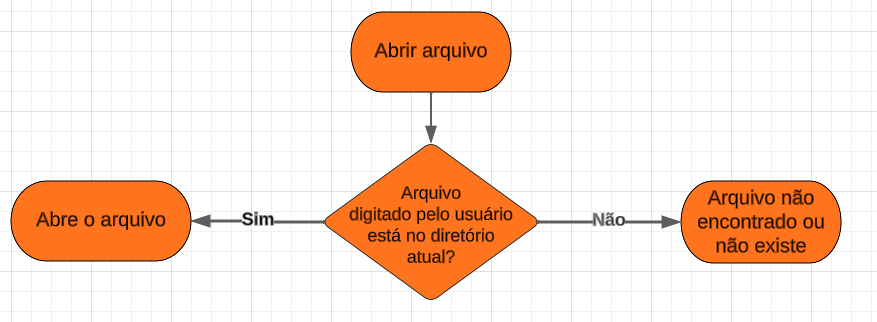 Abrir arquivo
Arquivo
digitado pelo usuário
está no diretório
atual?
Abre o arquivo
Sim
Não
Arquivo não
encontrado ou
não existe